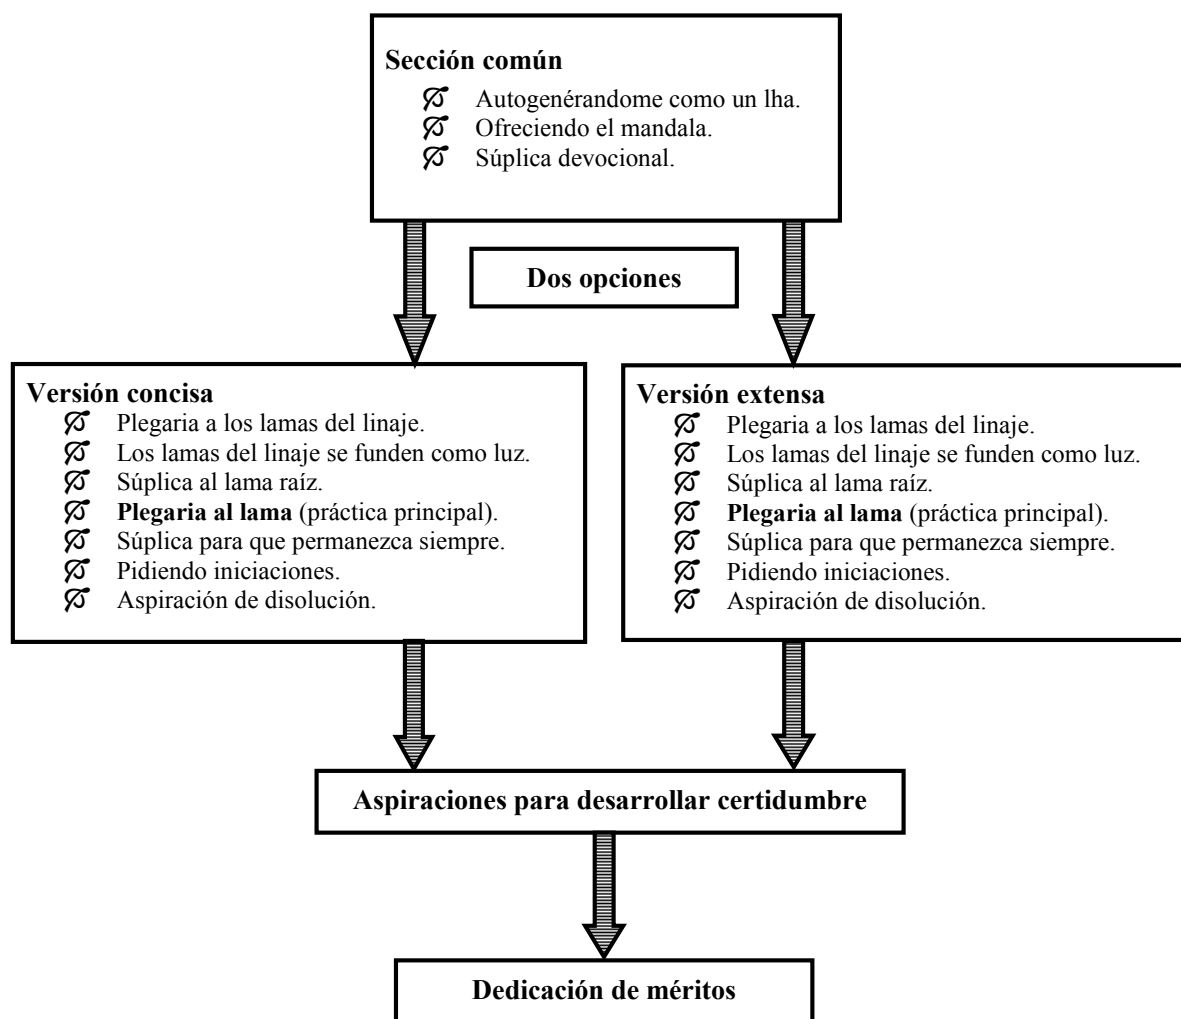 Sección común
Autogenérandome como un lha.
Ofreciendo el mandala.
Súplica devocional.
Dos opciones
Versión concisa
Plegaria a los lamas del linaje.
Los lamas del linaje se funden como luz.
Súplica al lama raíz.
Plegaria al lama (práctica principal).
Súplica para que permanezca siempre.
Pidiendo iniciaciones.
Aspiración de disolución.
Versión extensa
Plegaria a los lamas del linaje.
Los lamas del linaje se funden como luz.
Súplica al lama raíz.
Plegaria al lama (práctica principal).
Súplica para que permanezca siempre.
Pidiendo iniciaciones.
Aspiración de disolución.
Aspiraciones para desarrollar certidumbre
Dedicación de méritos